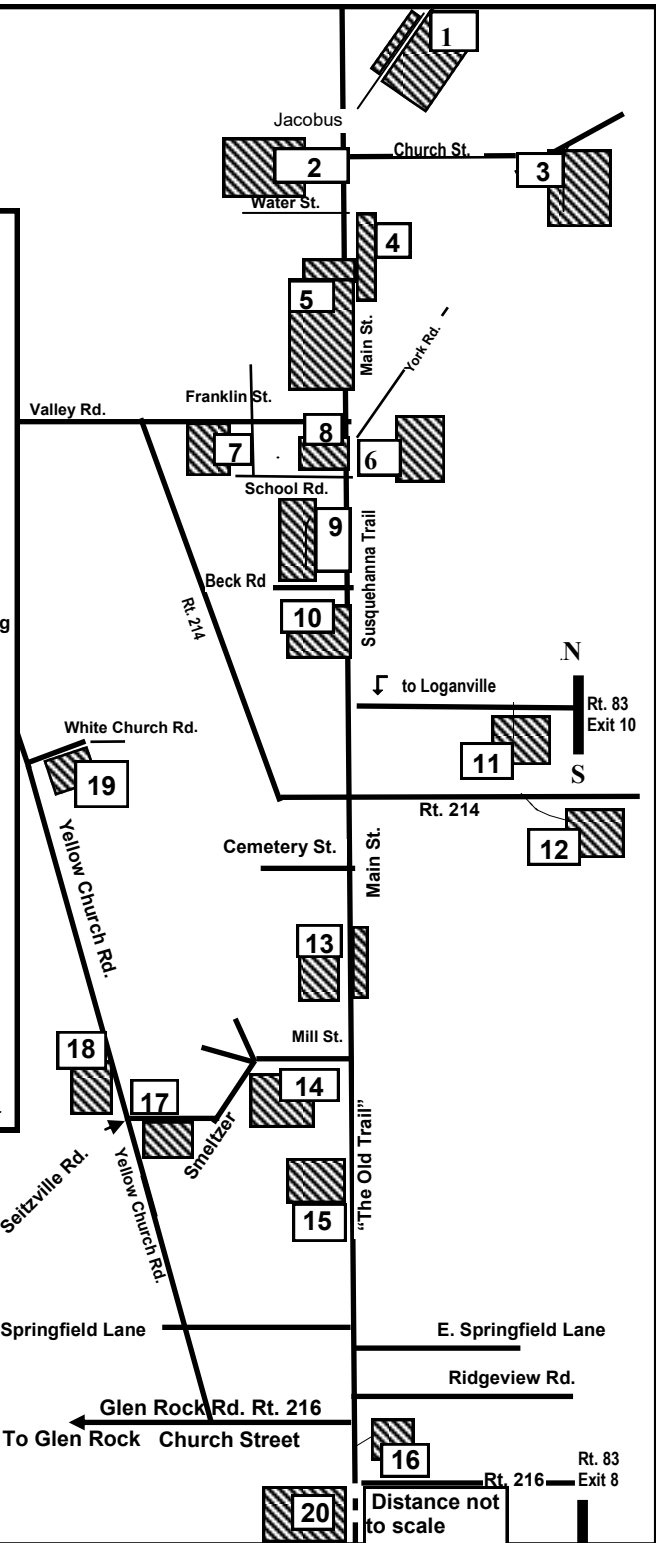 1
Jacobus
2
Church St.
3
Water St.
4
5
Main St.
York Rd.
Franklin St.
Valley Rd.
8
7
6
School Rd.
9
Susquehanna Trail
Beck Rd
10
Rt. 214
g
N
to Loganville
Rt. 83
Exit 10
11
S
White Church Rd.
19
Rt. 214
12
Cemetery St.
Main St.
Yellow Church Rd.
13
Mill St.
18
14
17
Smeltzer
Seitzville Rd.
Yellow Church Rd.
"The Old Trail"
15
Springfield Lane
E. Springfield Lane
Ridgeview Rd.
Glen Rock Rd. Rt. 216
To Glen Rock Church Street
16
Rt. 83
Rt. 216 Exit 8
20
Distance not
to scale